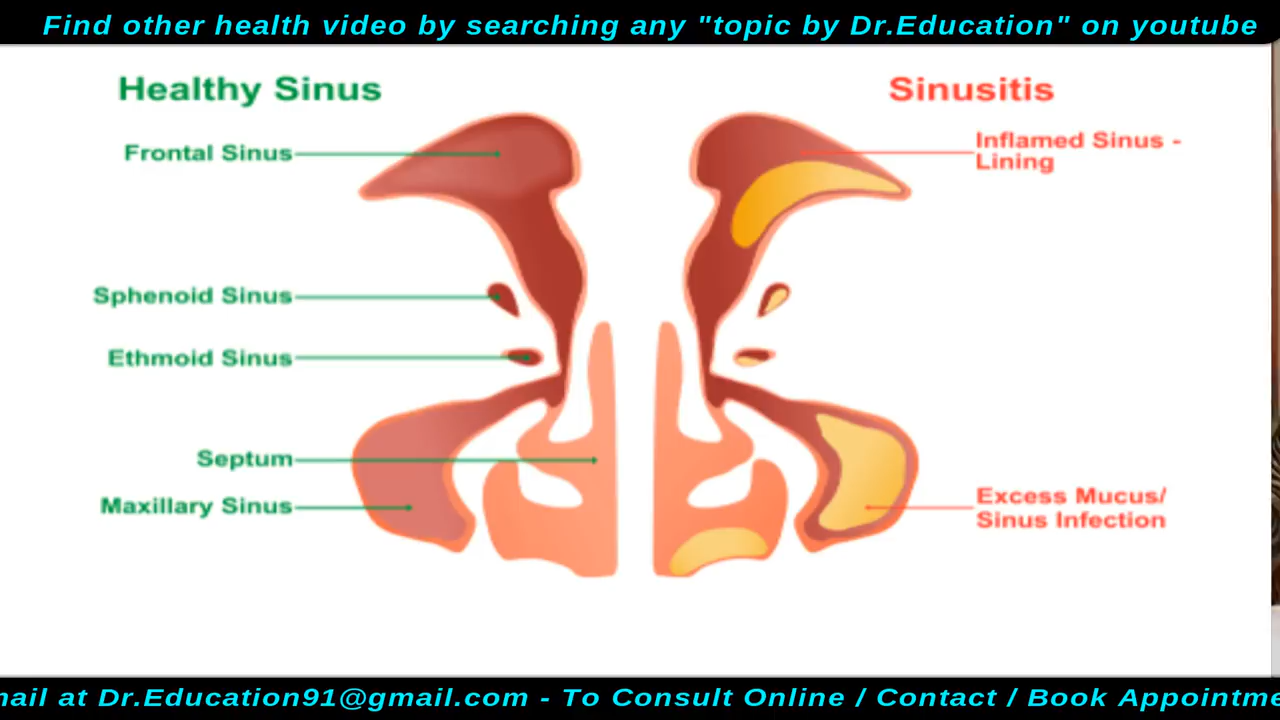 Find other health video by searching any "topic by Dr.Education" on youtube
Healthy Sinus
Sinusitis
Frontal Sinus
Inflamed Sinus -
Lining
Sphenoid Sinus
Ethmoid Sinus
Septum
Maxillary Sinus
Excess Mucus/
Sinus Infection
at Dr.Education91@gmail.com - To Consult Online / Contact / Book